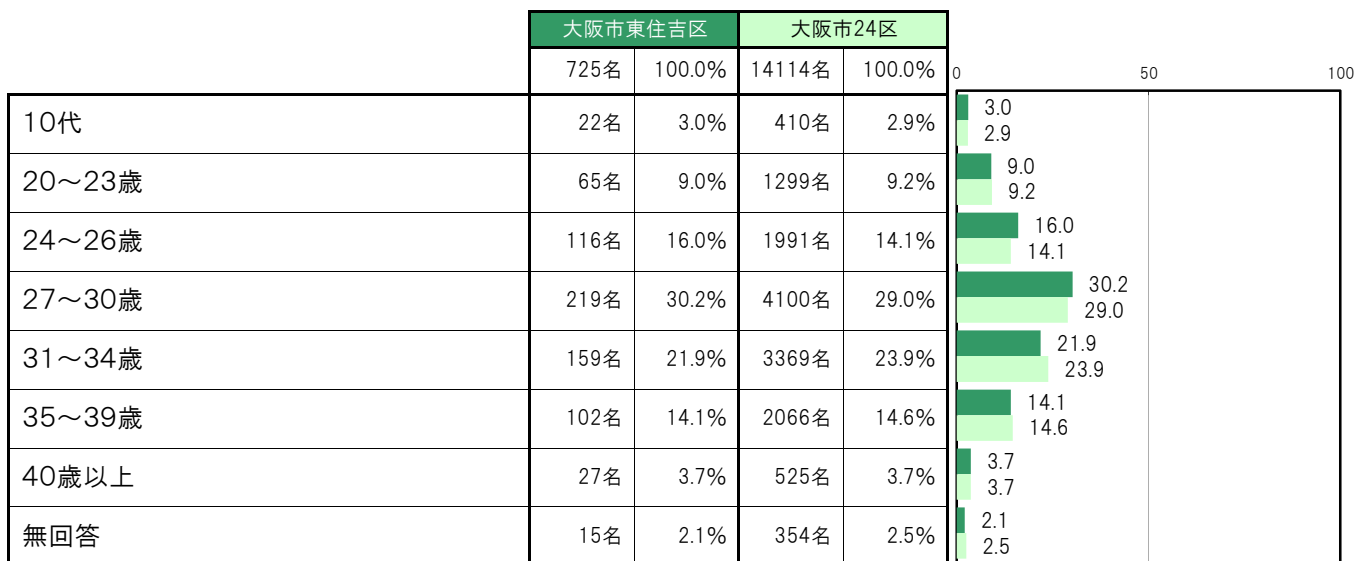 大阪市東住吉区 大阪市24区
725名 100.0% 14114名 100.0% 0 50 100
10代 22名 3.0% 410名 2.9% 3.0
2.9
20～23歳 65名 9.0% 1299名 9.2% 9.0
9.2
24～26歳 116名 16.0% 1991名 14.1% 16.0
14.1
27～30歳 219名 30.2% 4100名 29.0% 30.2
29.0
31～34歳 159名 21.9% 3369名 23.9% 21.9
23.9
35～39歳 102名 14.1% 2066名 14.6% 14.1
14.6
40歳以上 27名 3.7% 525名 3.7% 3.7
3.7
無回答 15名 2.1% 354名 2.5% 2.1
2.5